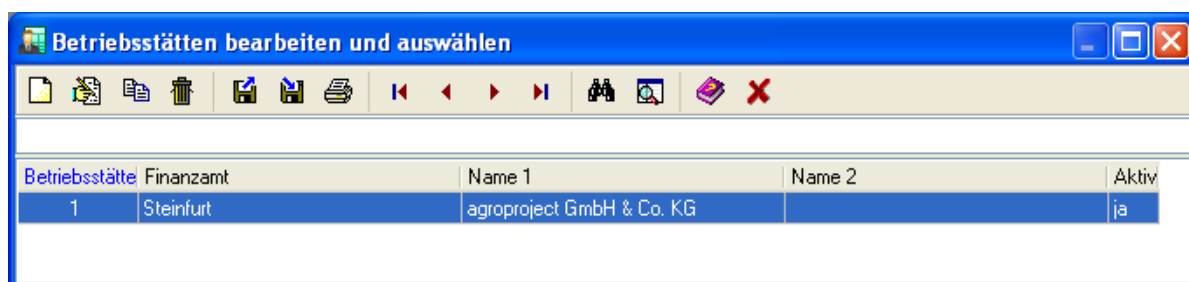 Betriebsstätten bearbeiten und auswählen
Betriebsstätte Finanzamt Name 1 Name 2 Aktiv
1 Steinfurt agroproject GmbH & Co. KG ja